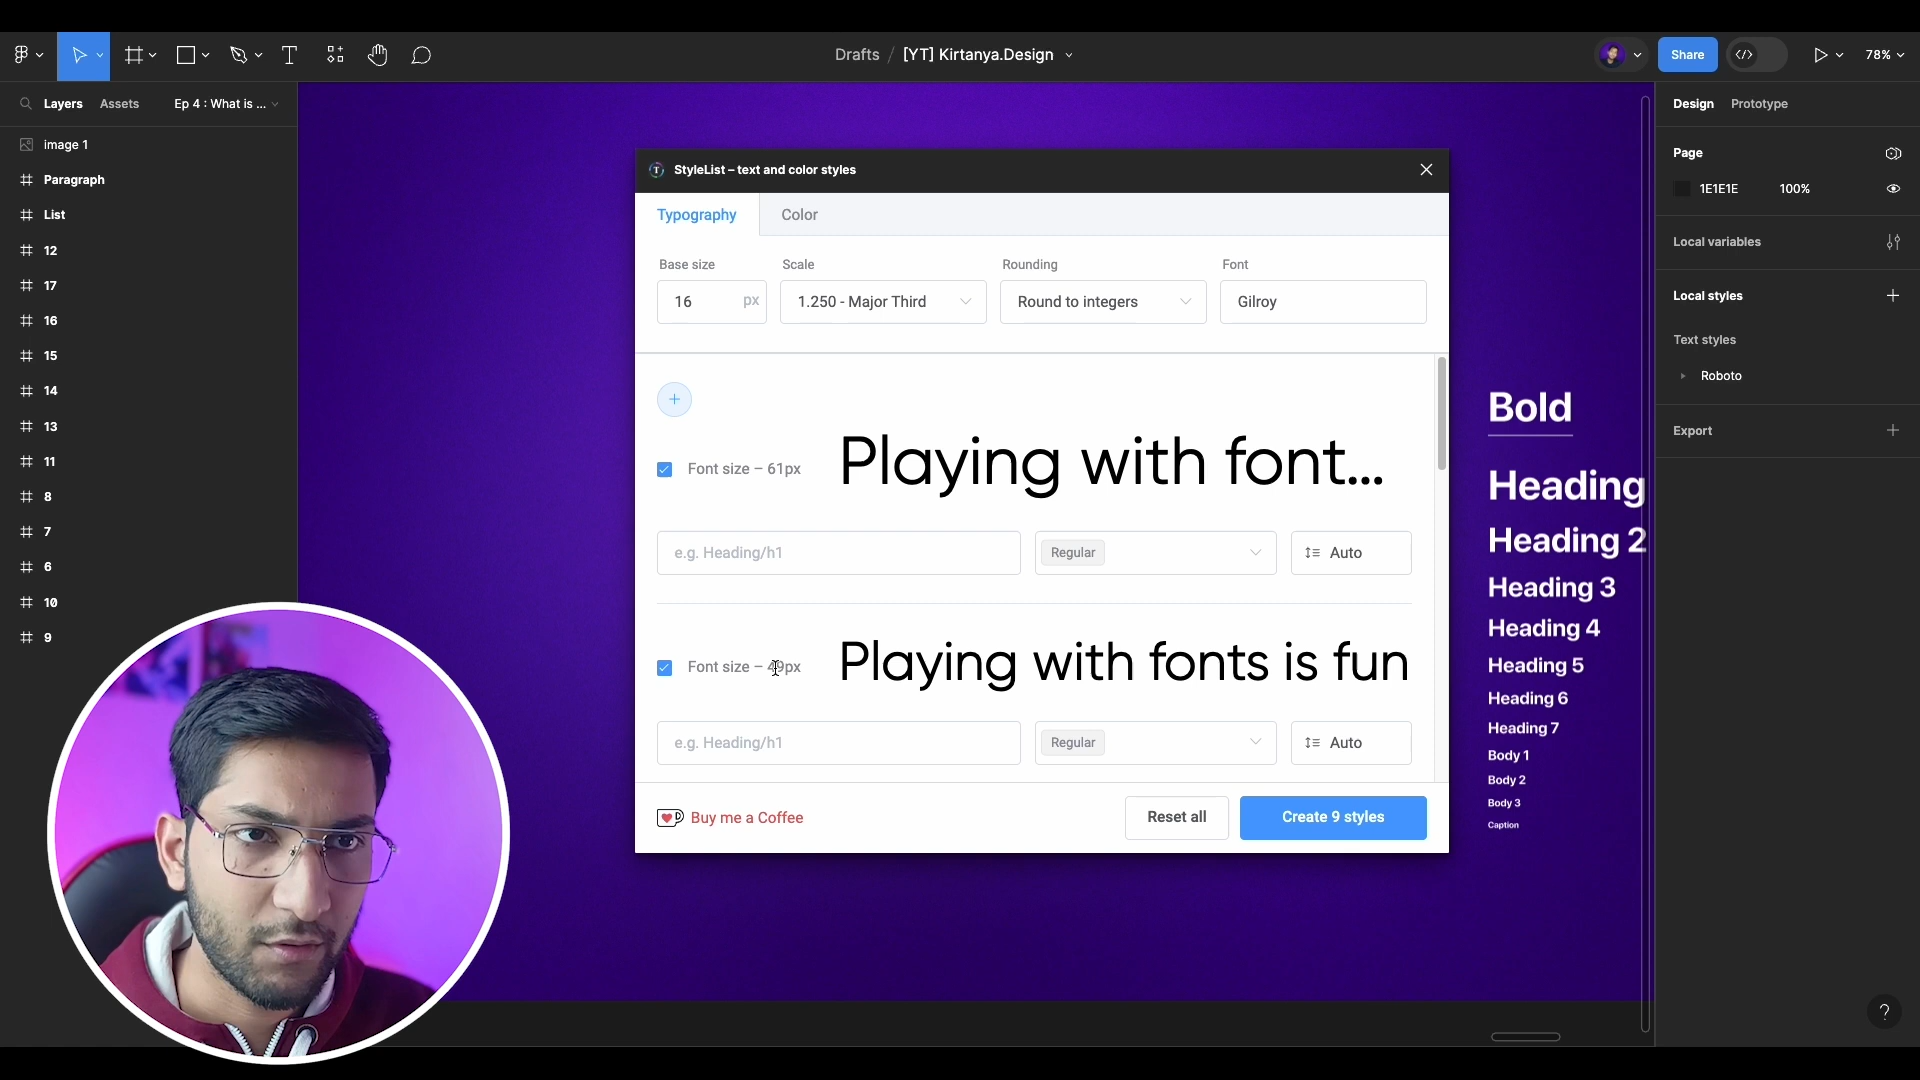 Drafts / [YT] Kirtanya.Design
Share
78%
Layers Assets Ep 4 : What is ...
image 1
Paragraph
List
12
17
16
15
14
13
11
8
7
6
10
9
StyleList – text and color styles
Typography Color
Base size Scale Rounding Font
16 px 1.250 - Major Third Round to integers Gilroy
Font size – 61px Playing with font...
e.g. Heading/h1 Regular Auto
Font size – 49px Playing with fonts is fun
e.g. Heading/h1 Regular Auto
Buy me a Coffee Reset all Create 9 styles
Bold
Heading
Heading 2
Heading 3
Heading 4
Heading 5
Heading 6
Heading 7
Body 1
Body 2
Body 3
Caption
Design Prototype
Page
1E1E1E 100%
Local variables
Local styles
Text styles
Roboto
Export
?